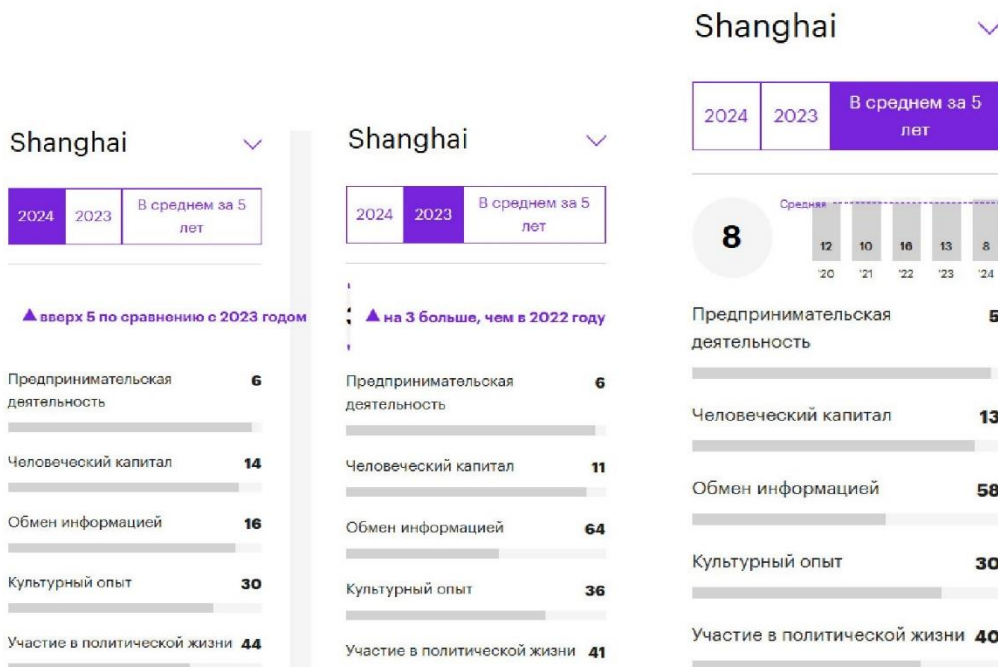 Shanghai
2024
2023
В среднем за 5
лет
вверх 5 по сравнению с 2023 годом
Предпринимательская
деятельность
6
Человеческий капитал
14
Обмен информацией
16
Культурный опыт
30
Участие в политической жизни 44
Shanghai
2024
2023
В среднем за 5
лет
на 3 больше, чем в 2022 году
Предпринимательская
деятельность
6
Человеческий капитал
11
Обмен информацией
64
Культурный опыт
36
Участие в политической жизни 41
Shanghai
2024
2023
В среднем за 5
лет
8
Средняя
12 10 16 13 8
'20 '21 '22 '23 '24
Предпринимательская
деятельность
5
Человеческий капитал
13
Обмен информацией
58
Культурный опыт
30
Участие в политической жизни 40